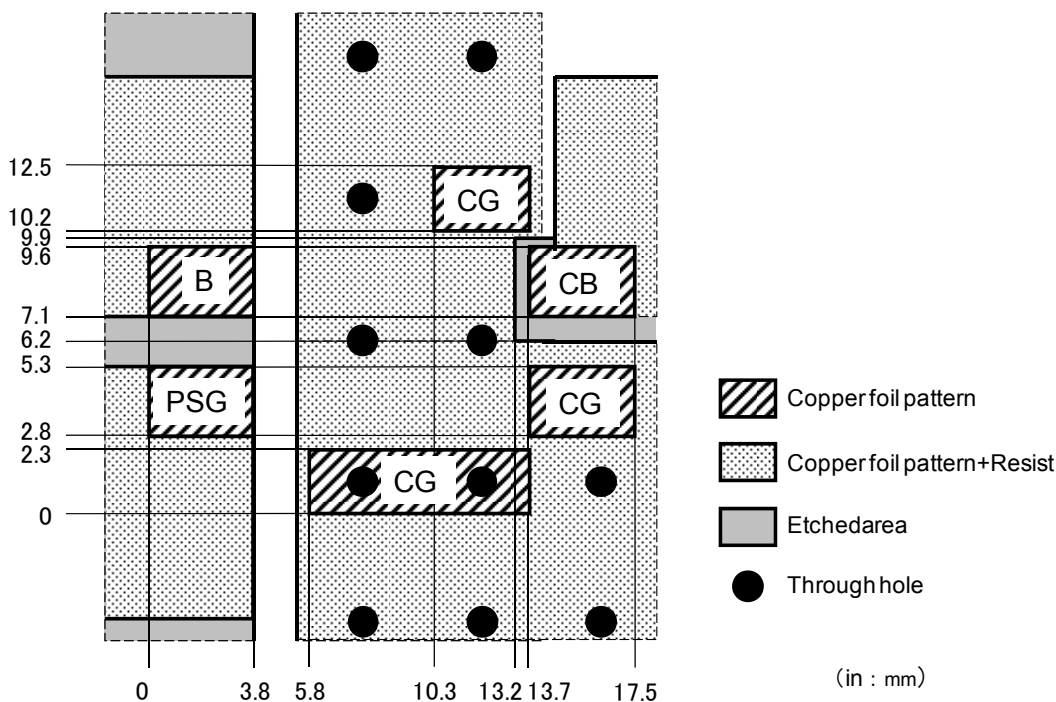 12.5
10.2
9.9
9.6
7.1
6.2
5.3
2.8
2.3
0
CG
B
CB
PSG
CG
CG
Copper foil pattern
Copper foil pattern+Resist
Etchedarea
Through hole
0 3.8 5.8 10.3 13.2 13.7 17.5
(in : mm)